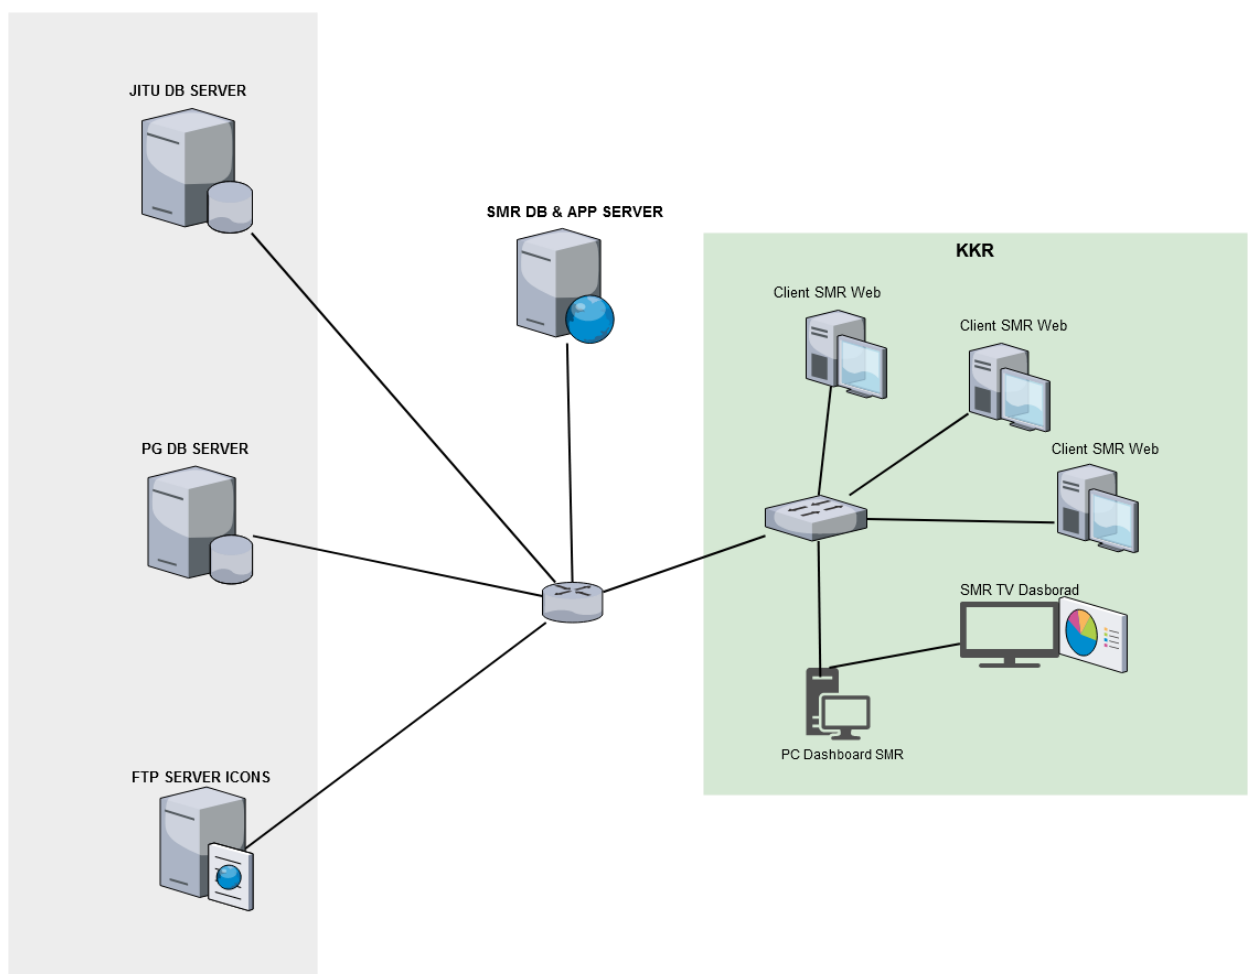 JITU DB SERVER
SMR DB & APP SERVER
KKR
Client SMR Web
Client SMR Web
PG DB SERVER
Client SMR Web
SMR TV Dasborad
PC Dashboard SMR
FTP SERVER ICONS